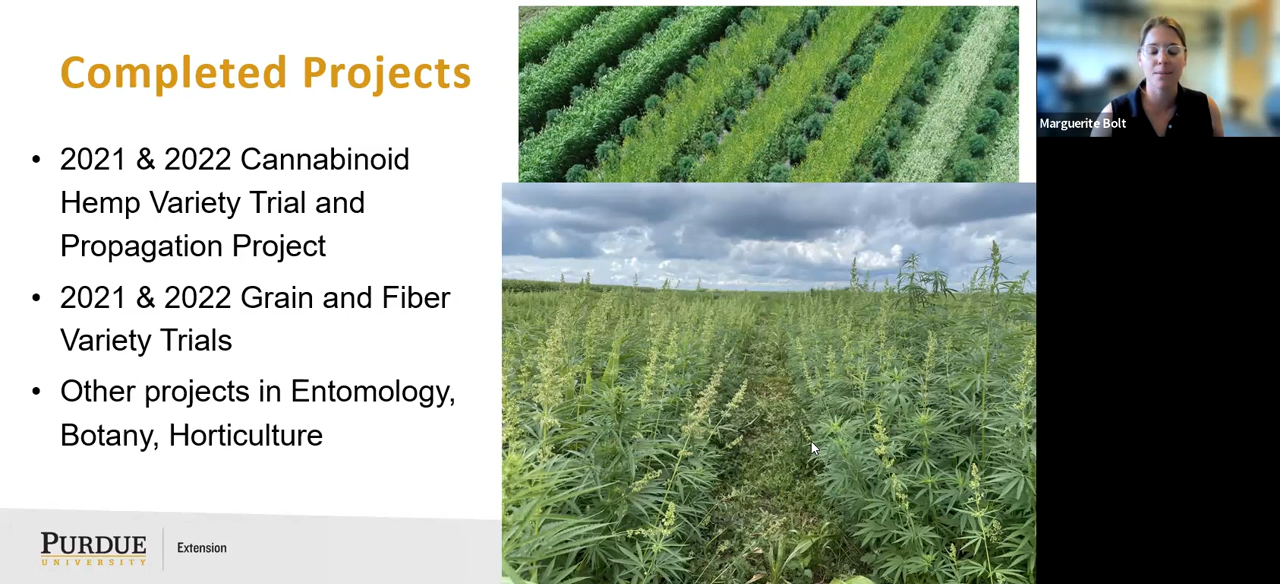 Completed Projects
• 2021 & 2022 Cannabinoid
Hemp Variety Trial and
Propagation Project
• 2021 & 2022 Grain and Fiber
Variety Trials
• Other projects in Entomology,
Botany, Horticulture
PURDUE
UNIVERSITY
Extension
Marguerite Bolt